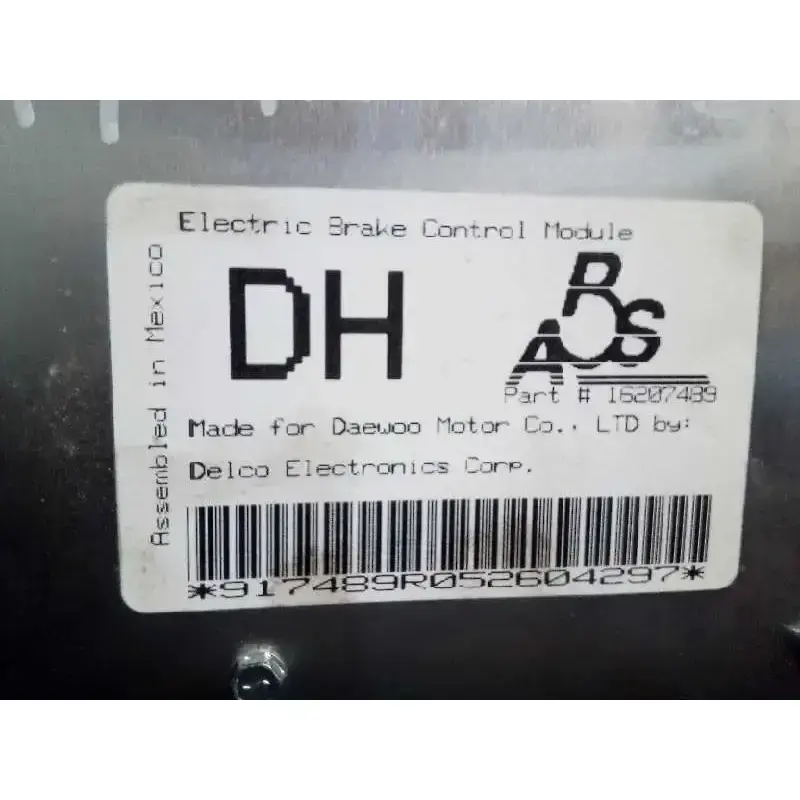 Electric Brake Control Module
DH
ABS
Part # 16207489
Made for Daewoo Motor Co., LTD by:
Delco Electronics Corp.
*917489R052604297*
Assembled in Mexico